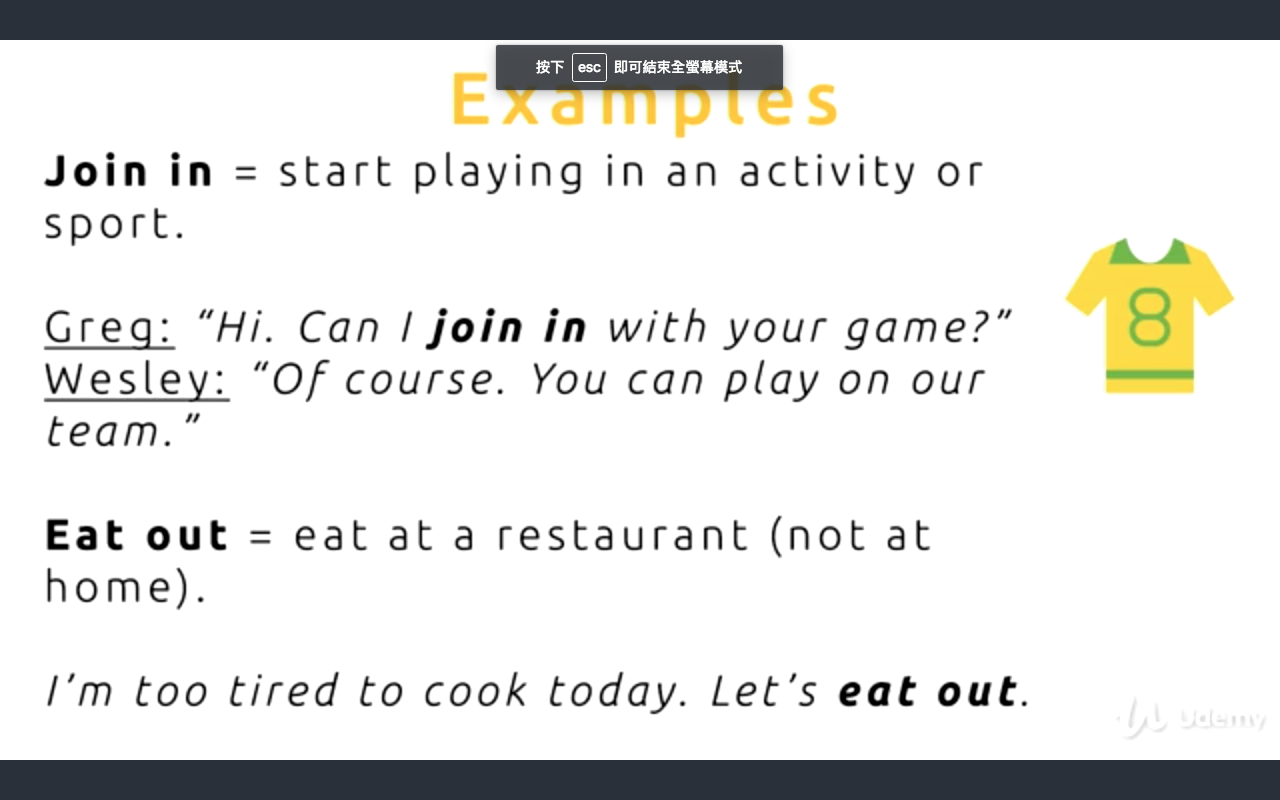 按下 esc 即可結束全螢幕模式
Examples
Join in = start playing in an activity or
sport.
Greg: “Hi. Can I join in with your game?”
Wesley: “Of course. You can play on our
team.”
8
Eat out = eat at a restaurant (not at
home).
I’m too tired to cook today. Let’s eat out.
Udemy